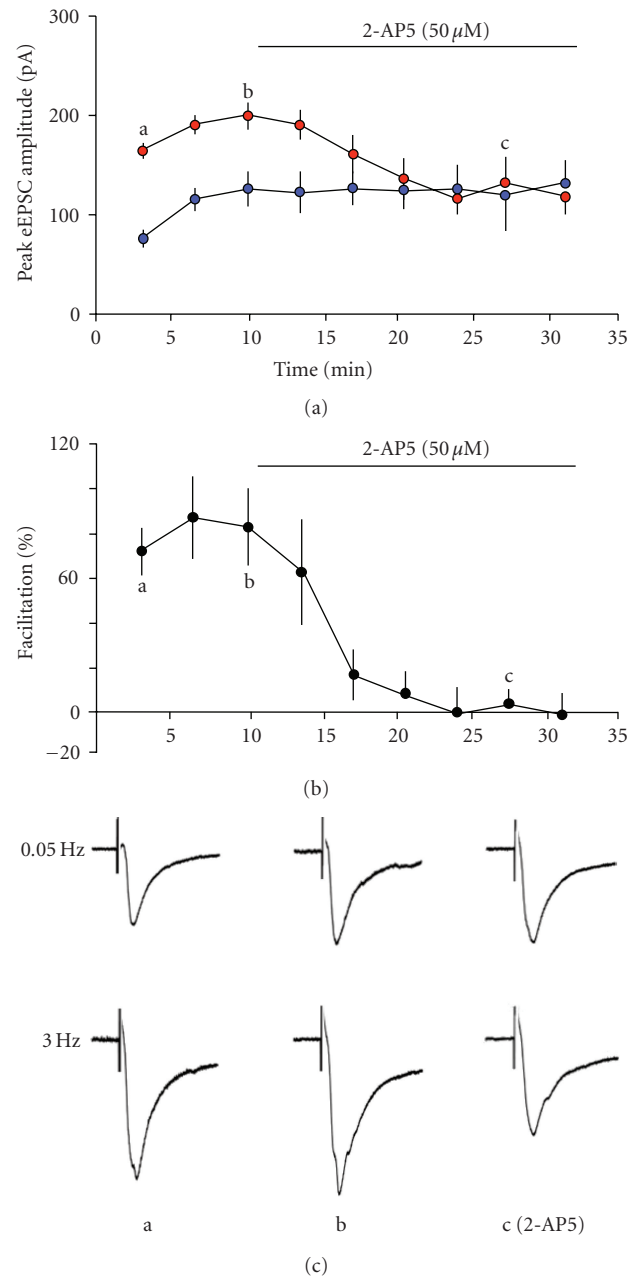 300
200
100
0
Peak eEPSC amplitude (pA)
2-AP5 (50 μM)
a
b
c
0 5 10 15 20 25 30 35
Time (min)
(a)
120
60
0
−20
Facilitation (%)
2-AP5 (50 μM)
a
b
c
5 10 15 20 25 30 35
(b)
0.05 Hz
3 Hz
a b c (2-AP5)
(c)